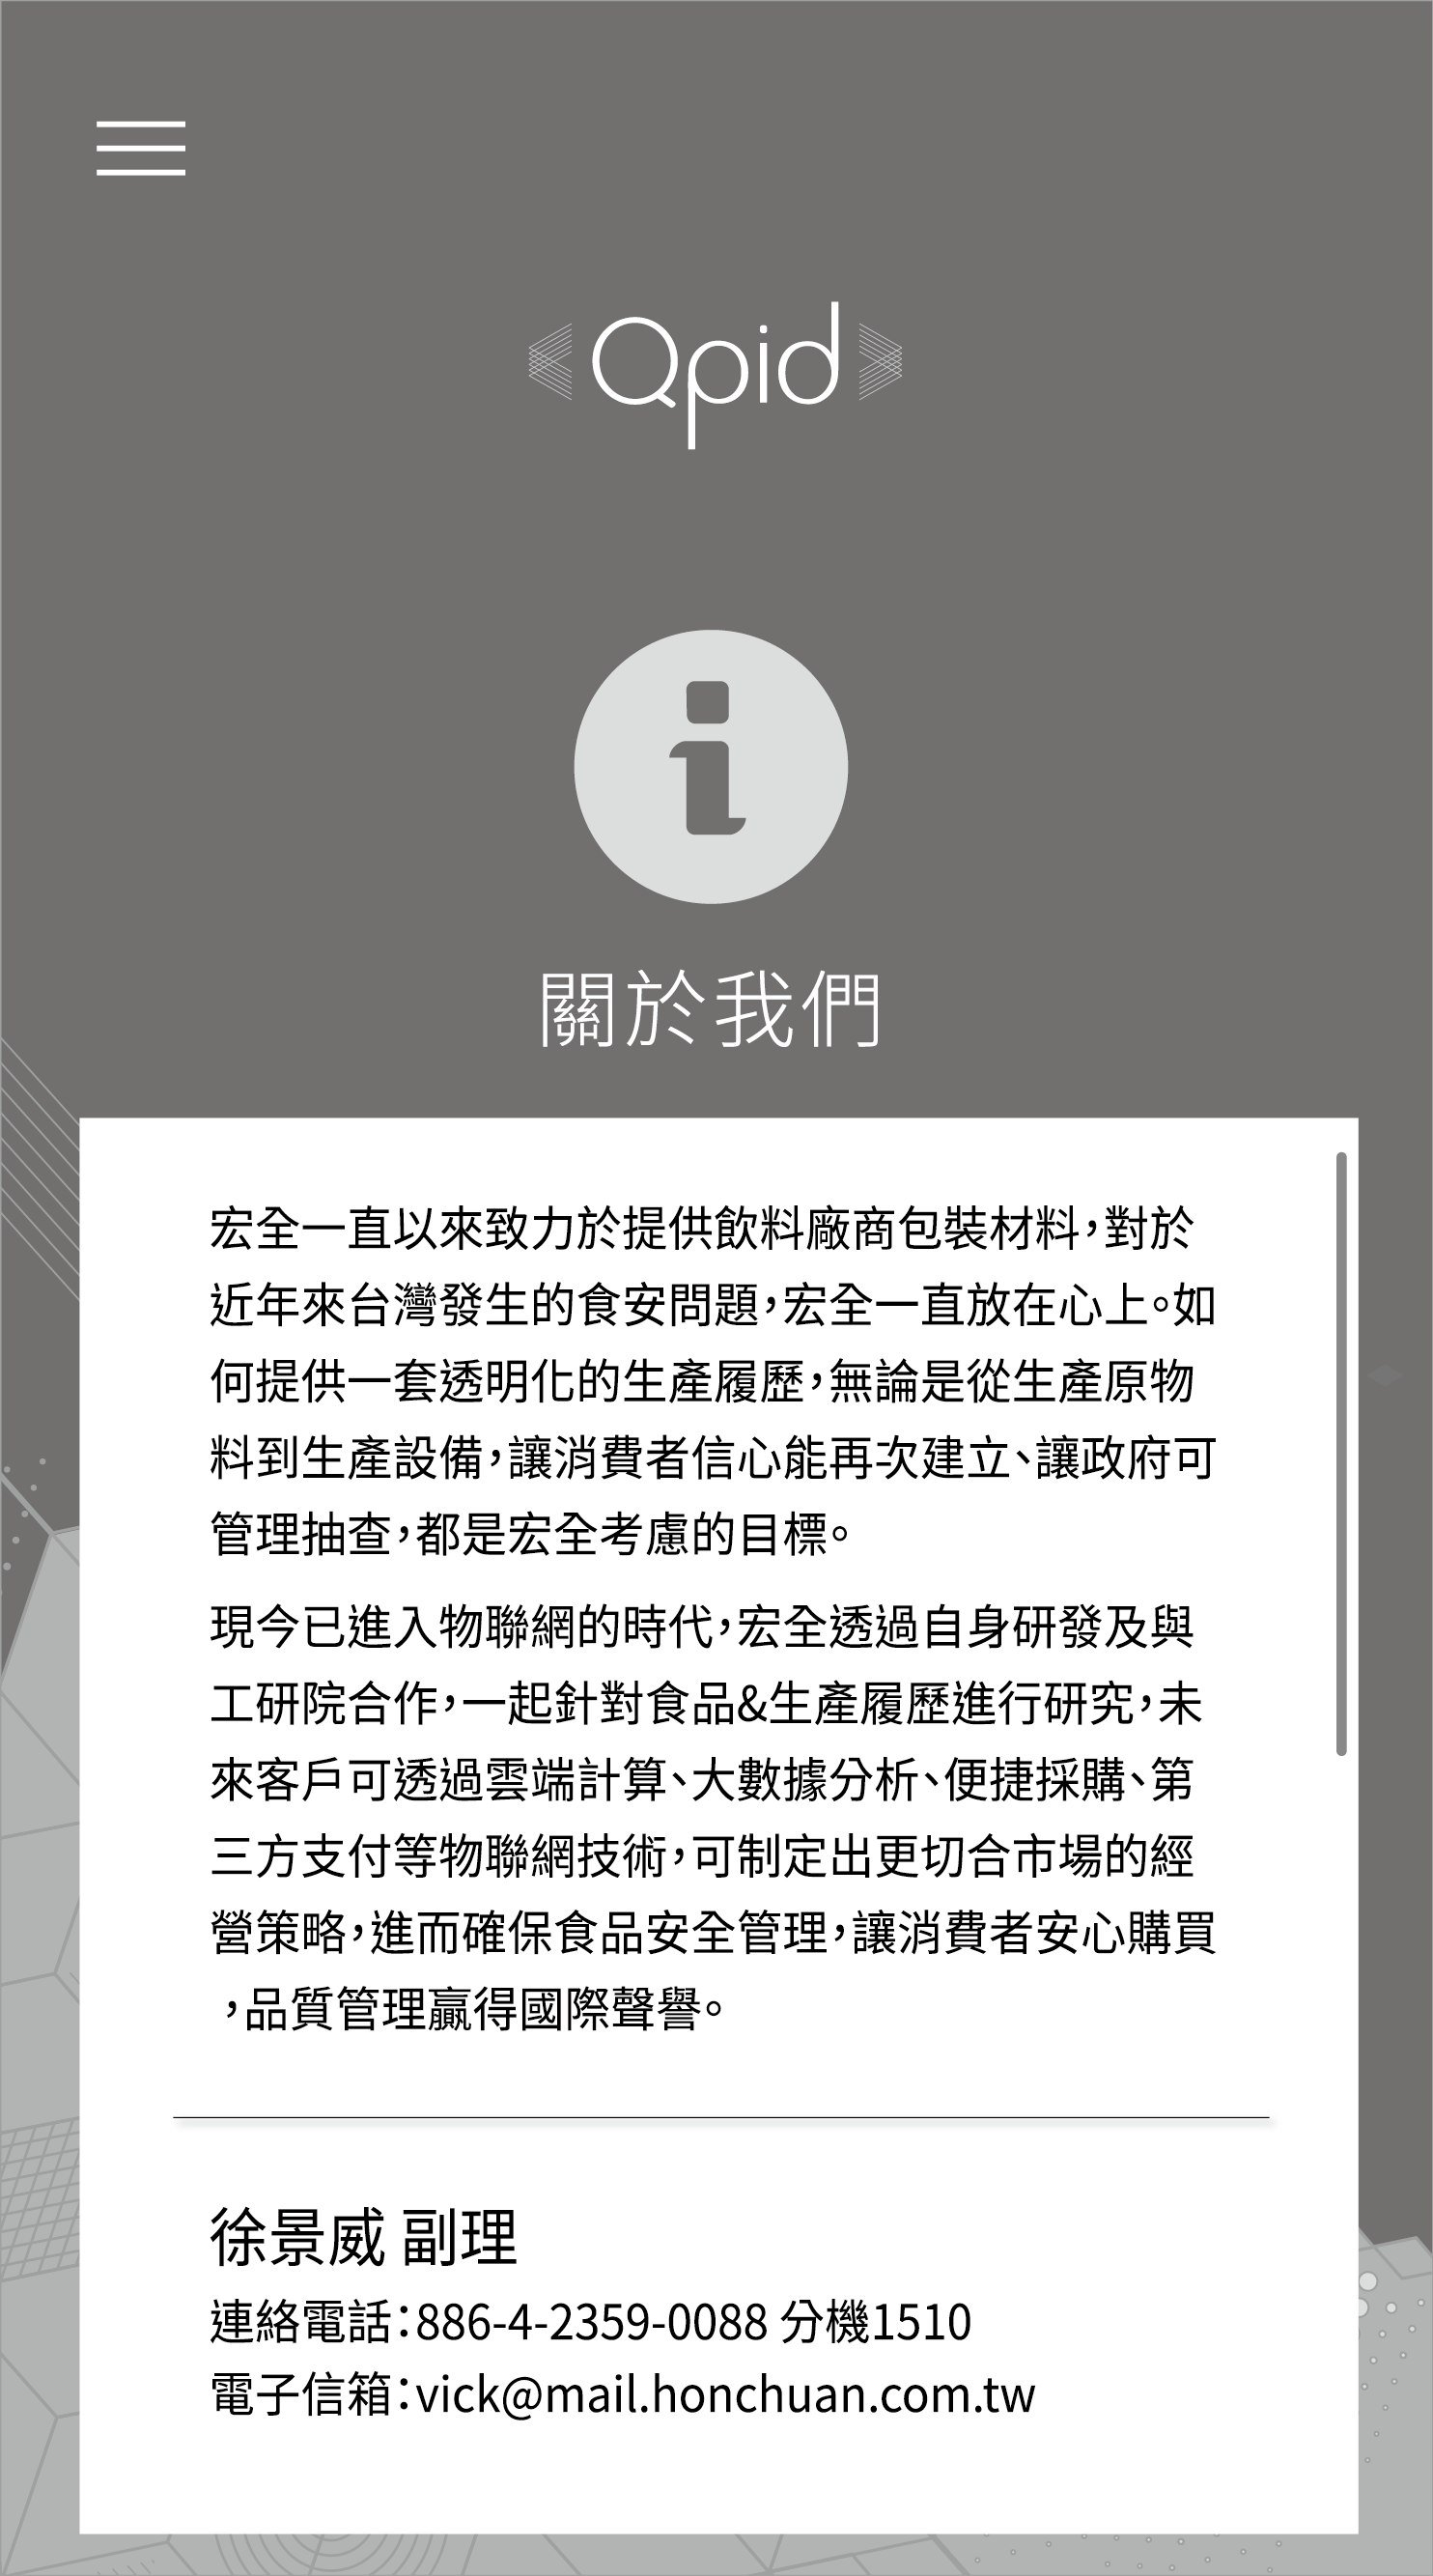 Qpid
關於我們
宏全一直以來致力於提供飲料廠商包裝材料，對於
近年來台灣發生的食安問題，宏全一直放在心上。如
何提供一套透明化的生產履歷，無論是從生產原物
料到生產設備，讓消費者信心能再次建立、讓政府可
管理抽查，都是宏全考慮的目標。
現今已進入物聯網的時代，宏全透過自身研發及與
工研院合作，一起針對食品&生產履歷進行研究，未
來客戶可透過雲端計算、大數據分析、便捷採購、第
三方支付等物聯網技術，可制定出更切合市場的經
營策略，進而確保食品安全管理，讓消費者安心購買
，品質管理贏得國際聲譽。
徐景威 副理
連絡電話：886-4-2359-0088 分機1510
電子信箱：vick@mail.honchuan.com.tw